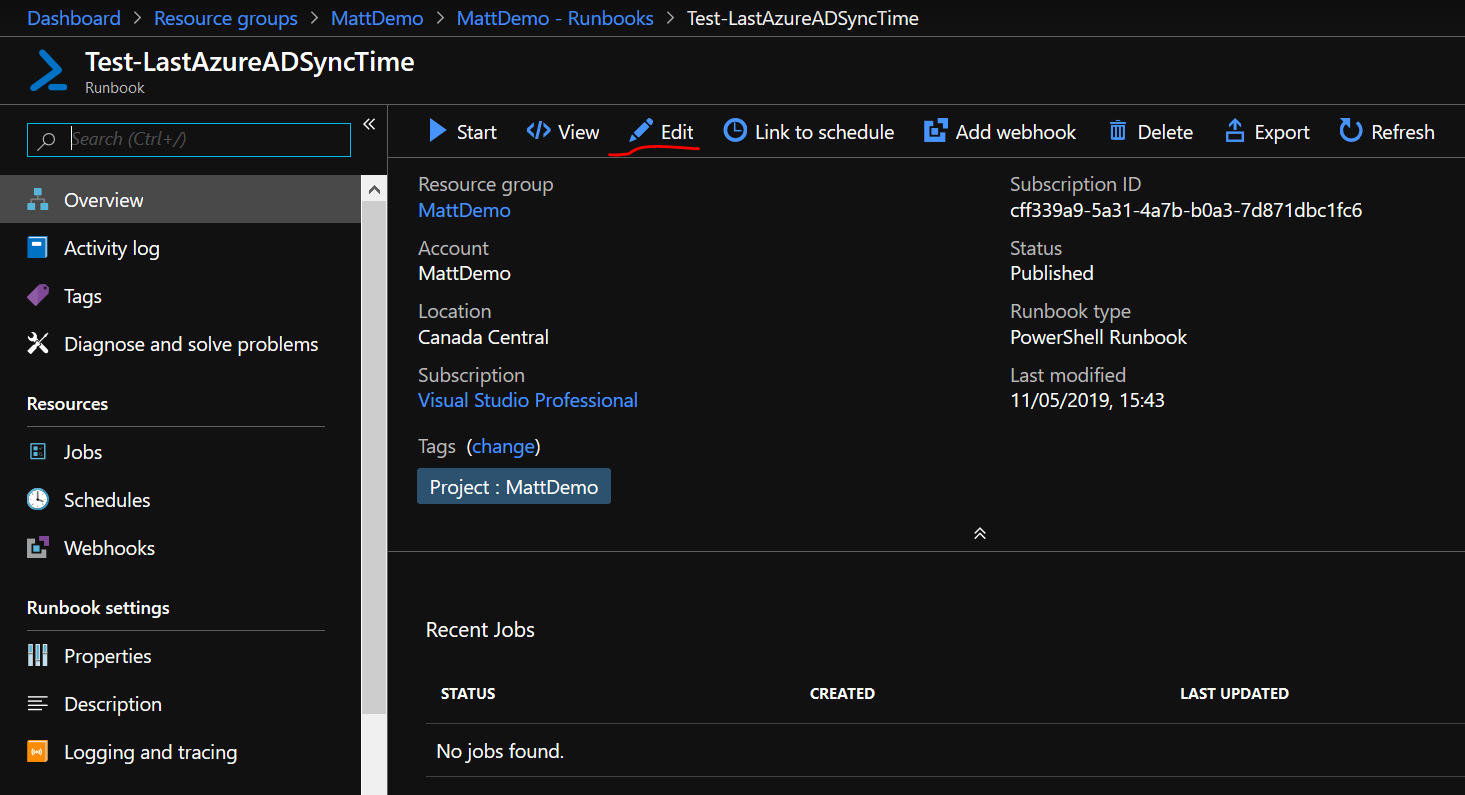 Dashboard > Resource groups > MattDemo > MattDemo - Runbooks > Test-LastAzureADSyncTime
Test-LastAzureADSyncTime
Runbook
Search (Ctrl+/)
Overview
Activity log
Tags
Diagnose and solve problems
Resources
Jobs
Schedules
Webhooks
Runbook settings
Properties
Description
Logging and tracing
Start View Edit Link to schedule Add webhook Delete Export Refresh
Resource group
MattDemo
Account
MattDemo
Location
Canada Central
Subscription
Visual Studio Professional
Subscription ID
cff339a9-5a31-4a7b-b0a3-7d871dbc1fc6
Status
Published
Runbook type
PowerShell Runbook
Last modified
11/05/2019, 15:43
Tags (change)
Project : MattDemo
Recent Jobs
STATUS CREATED LAST UPDATED
No jobs found.